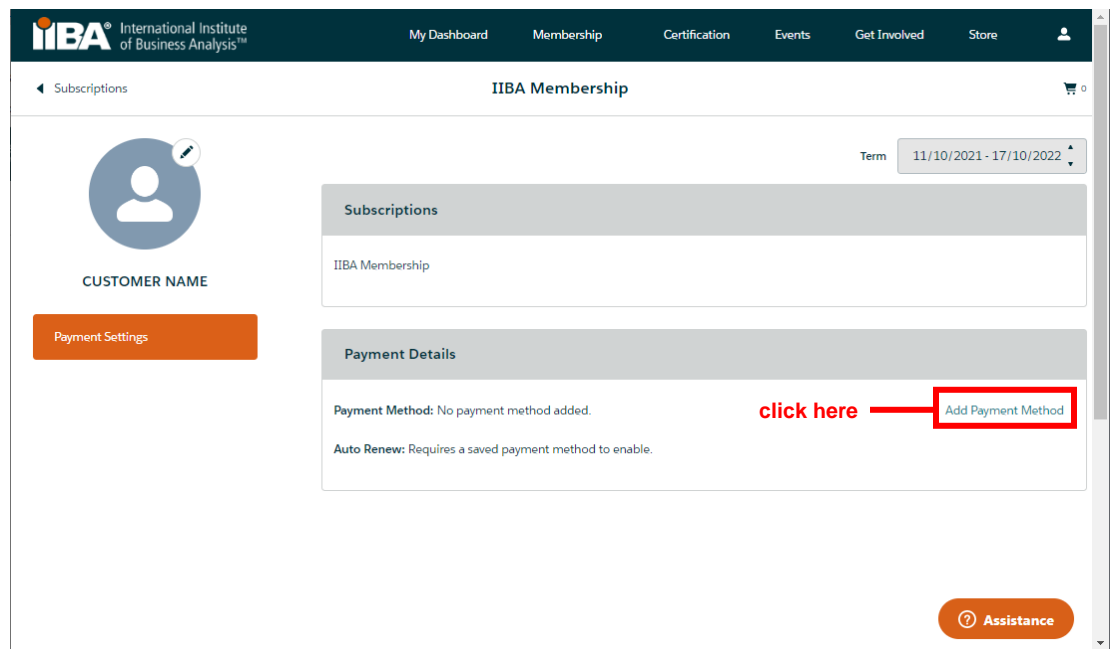 IIBA® International Institute
of Business Analysis™
My Dashboard Membership Certification Events Get Involved Store
Subscriptions
IIBA Membership
0
Term 11/10/2021 - 17/10/2022
Subscriptions
IIBA Membership
CUSTOMER NAME
Payment Settings
Payment Details
Payment Method: No payment method added.
click here
Add Payment Method
Auto Renew: Requires a saved payment method to enable.
? Assistance